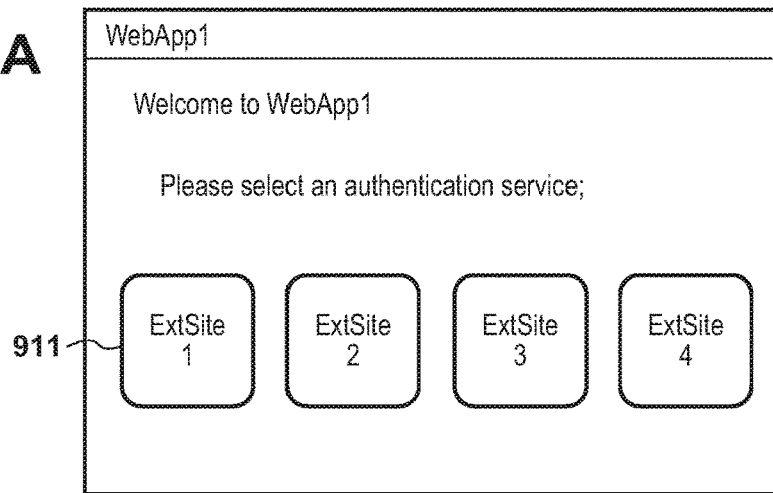 A
WebApp1
Welcome to WebApp1
Please select an authentication service;
911
ExtSite
1
ExtSite
2
ExtSite
3
ExtSite
4